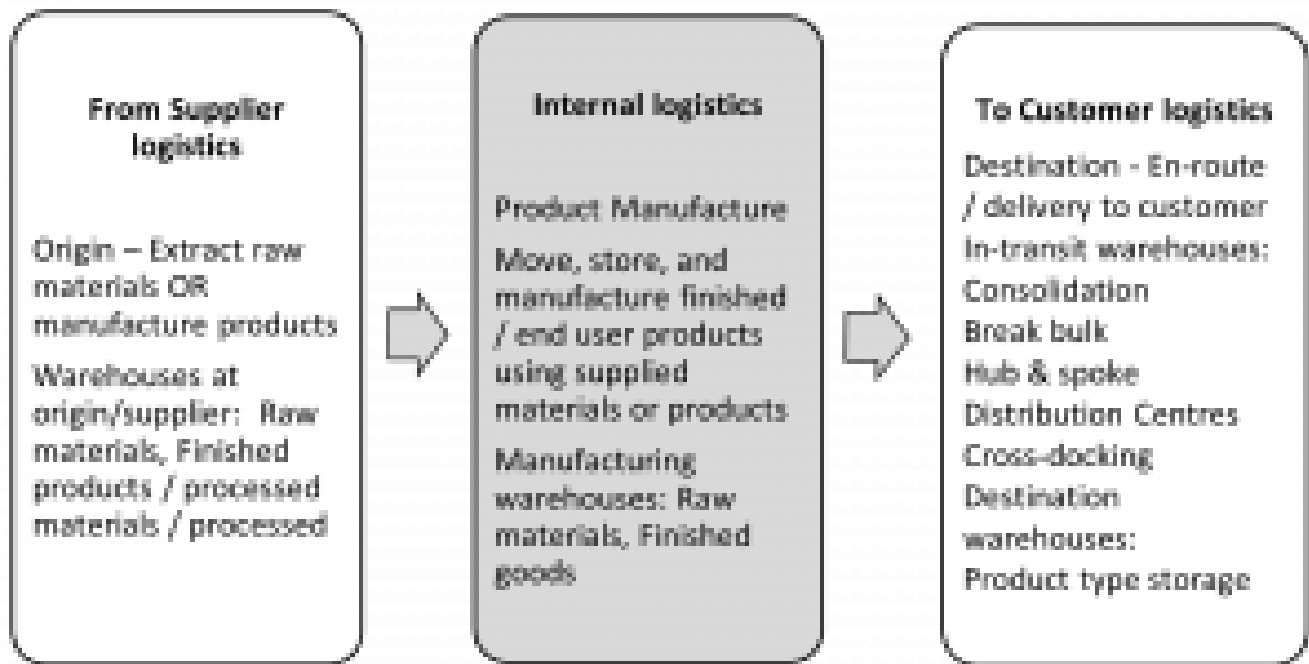 From Supplier
logistics
Origin – Extract raw
materials OR
manufacture products
Warehouses at
origin/supplier: Raw
materials, Finished
products / processed
materials / processed
Internal logistics
Product Manufacture
Move, store, and
manufacture finished
/ end user products
using supplied
materials or products
Manufacturing
warehouses: Raw
materials, Finished
goods
To Customer logistics
Destination - En-route
/ delivery to customer
In-transit warehouses:
Consolidation
Break bulk
Hub & spoke
Distribution Centres
Cross-docking
Destination
warehouses:
Product type storage